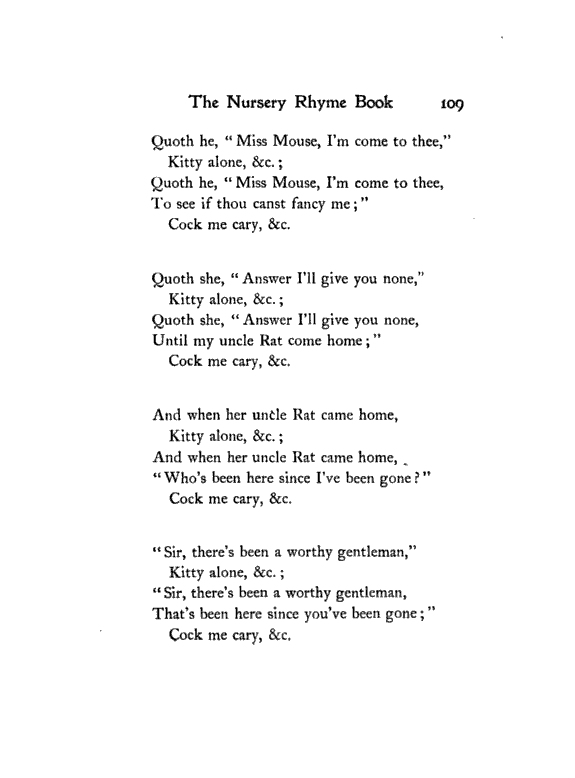 The Nursery Rhyme Book 109
Quoth he, “ Miss Mouse, I'm come to thee,”
Kitty alone, &c. ;
Quoth he, “ Miss Mouse, I'm come to thee,
To see if thou canst fancy me ; ”
Cock me cary, &c.
Quoth she, “ Answer I'll give you none,”
Kitty alone, &c. ;
Quoth she, “ Answer I'll give you none,
Until my uncle Rat come home ; ”
Cock me cary, &c.
And when her uncle Rat came home,
Kitty alone, &c. ;
And when her uncle Rat came home,
“ Who's been here since I've been gone ? ”
Cock me cary, &c.
“ Sir, there's been a worthy gentleman,”
Kitty alone, &c. ;
“ Sir, there's been a worthy gentleman,
That's been here since you've been gone ; ”
Cock me cary, &c.